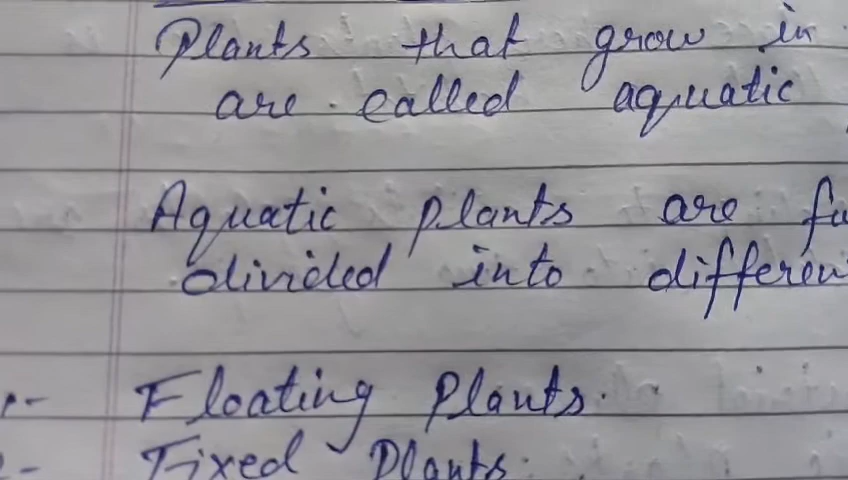 Plants that grow in
are called aquatic
Aquatic plants are fu
divided into differen
1- Floating Plants.
2- Fixed Plants.